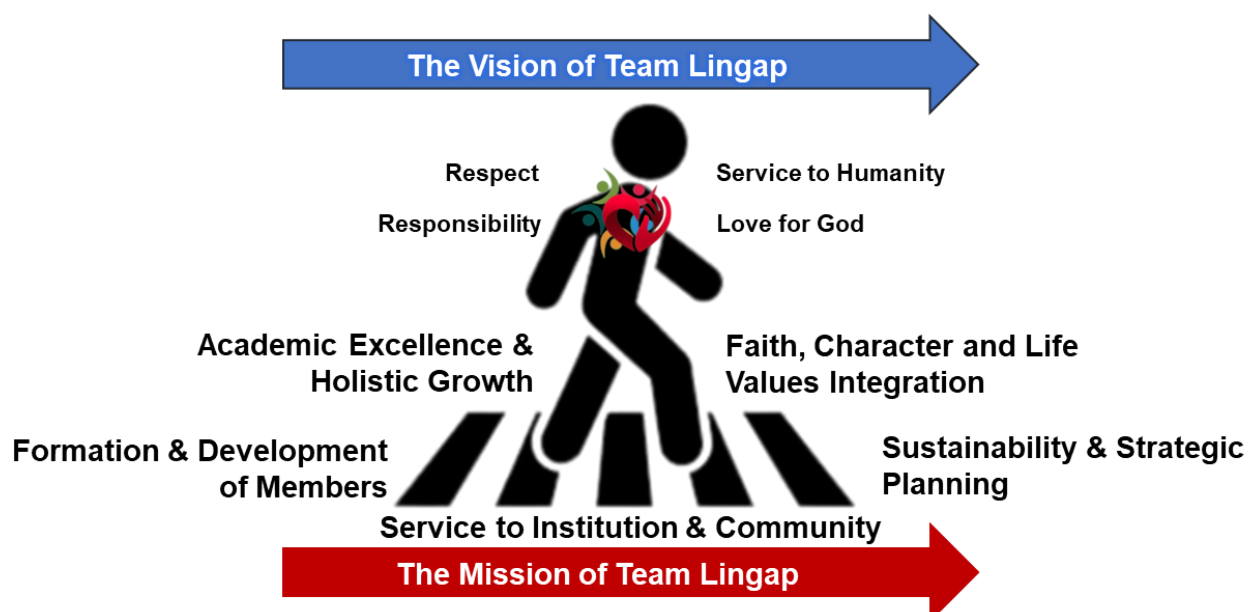 The Vision of Team Lingap
Respect
Service to Humanity
Responsibility
Love for God
Academic Excellence &
Holistic Growth
Faith, Character and Life
Values Integration
Formation & Development
of Members
Sustainability & Strategic
Planning
Service to Institution & Community
The Mission of Team Lingap